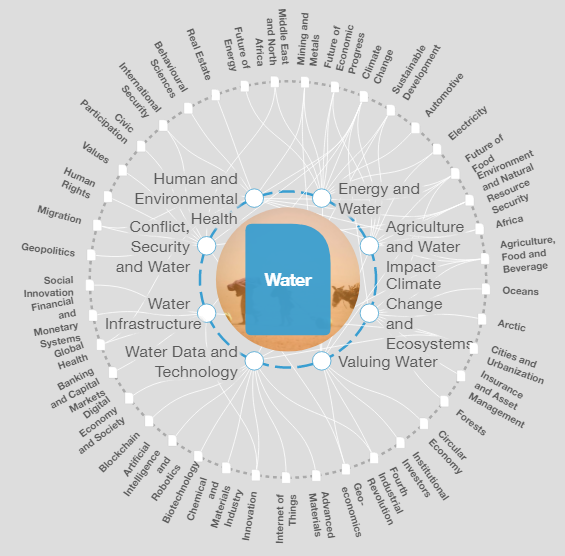 Middle East
and North
Africa
Mining and
Metals
Future of
Economic
Progress
Climate
Change
Sustainable
Development
Automotive
Electricity
Future of
Food
Environment
and Natural
Resource
Security
Africa
Agriculture,
Food and
Beverage
Oceans
Arctic
Cities and
Urbanization
Insurance
and Asset
Management
Forests
Circular
Economy
Institutional
Investors
Fourth
Industrial
Revolution
Geo-
economics
Advanced
Materials
Internet of
Things
Innovation
Chemical
and
Materials
Industry
Biotechnology
Artificial
Intelligence
and
Robotics
Blockchain
Digital
Economy
and Society
Banking
and Capital
Markets
Global
Health
Financial
and
Monetary
Systems
Social
Innovation
Geopolitics
Migration
Human
Rights
Values
Civic
Participation
International
Security
Behavioural
Sciences
Real Estate
Future of
Energy
Human and
Environmental
Health
Energy and
Water
Conflict,
Security
and Water
Agriculture
and Water
Impact
Climate
Change
and
Ecosystems
Water
Infrastructure
Water Data and
Technology
Valuing Water
Water